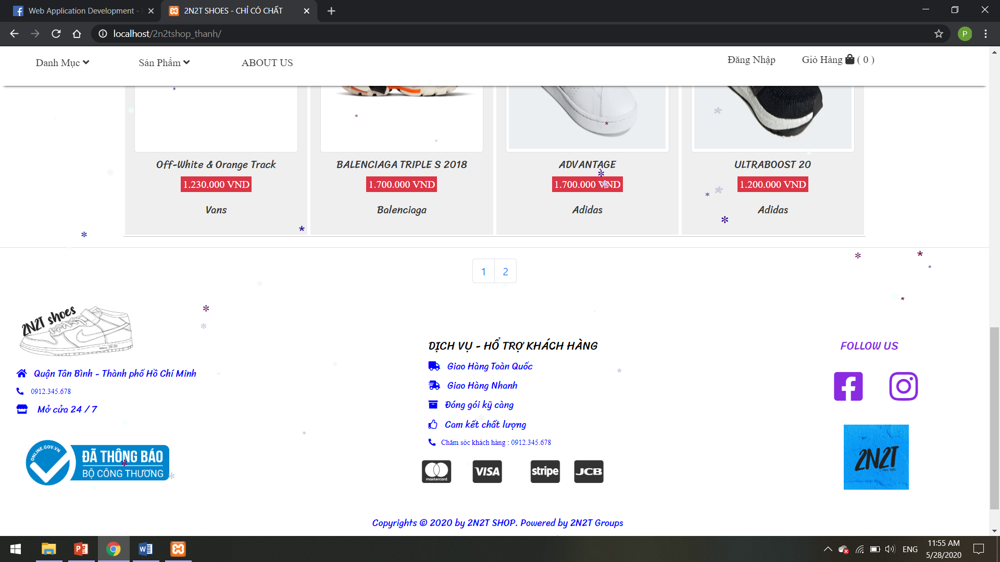 Web Application Development -
2N2T SHOES - CHỈ CÓ CHẤT
localhost/2n2tshop_thanh/
P
Danh Mục
Sản Phẩm
ABOUT US
Đăng Nhập
Giỏ Hàng ( 0 )
Off-White & Orange Track
BALENCIAGA TRIPLE S 2018
ADVANTAGE
ULTRABOOST 20
1.230.000 VND
1.700.000 VND
1.700.000 VND
1.200.000 VND
Vans
Balenciaga
Adidas
Adidas
1 2
2N2T shoes
since 2020
Quận Tân Bình - Thành phố Hồ Chí Minh
0912.345.678
Mở cửa 24 / 7
ONLINE.GOV.VN
ĐÃ THÔNG BÁO
BỘ CÔNG THƯƠNG
DỊCH VỤ - HỔ TRỢ KHÁCH HÀNG
Giao Hàng Toàn Quốc
Giao Hàng Nhanh
Đóng gói kỹ càng
Cam kết chất lượng
Chăm sóc khách hàng : 0912.345.678
mastercard
VISA
stripe
JCB
FOLLOW US
2N2T
since 2020
Copyrights © 2020 by 2N2T SHOP. Powered by 2N2T Groups
ENG
11:55 AM
5/28/2020